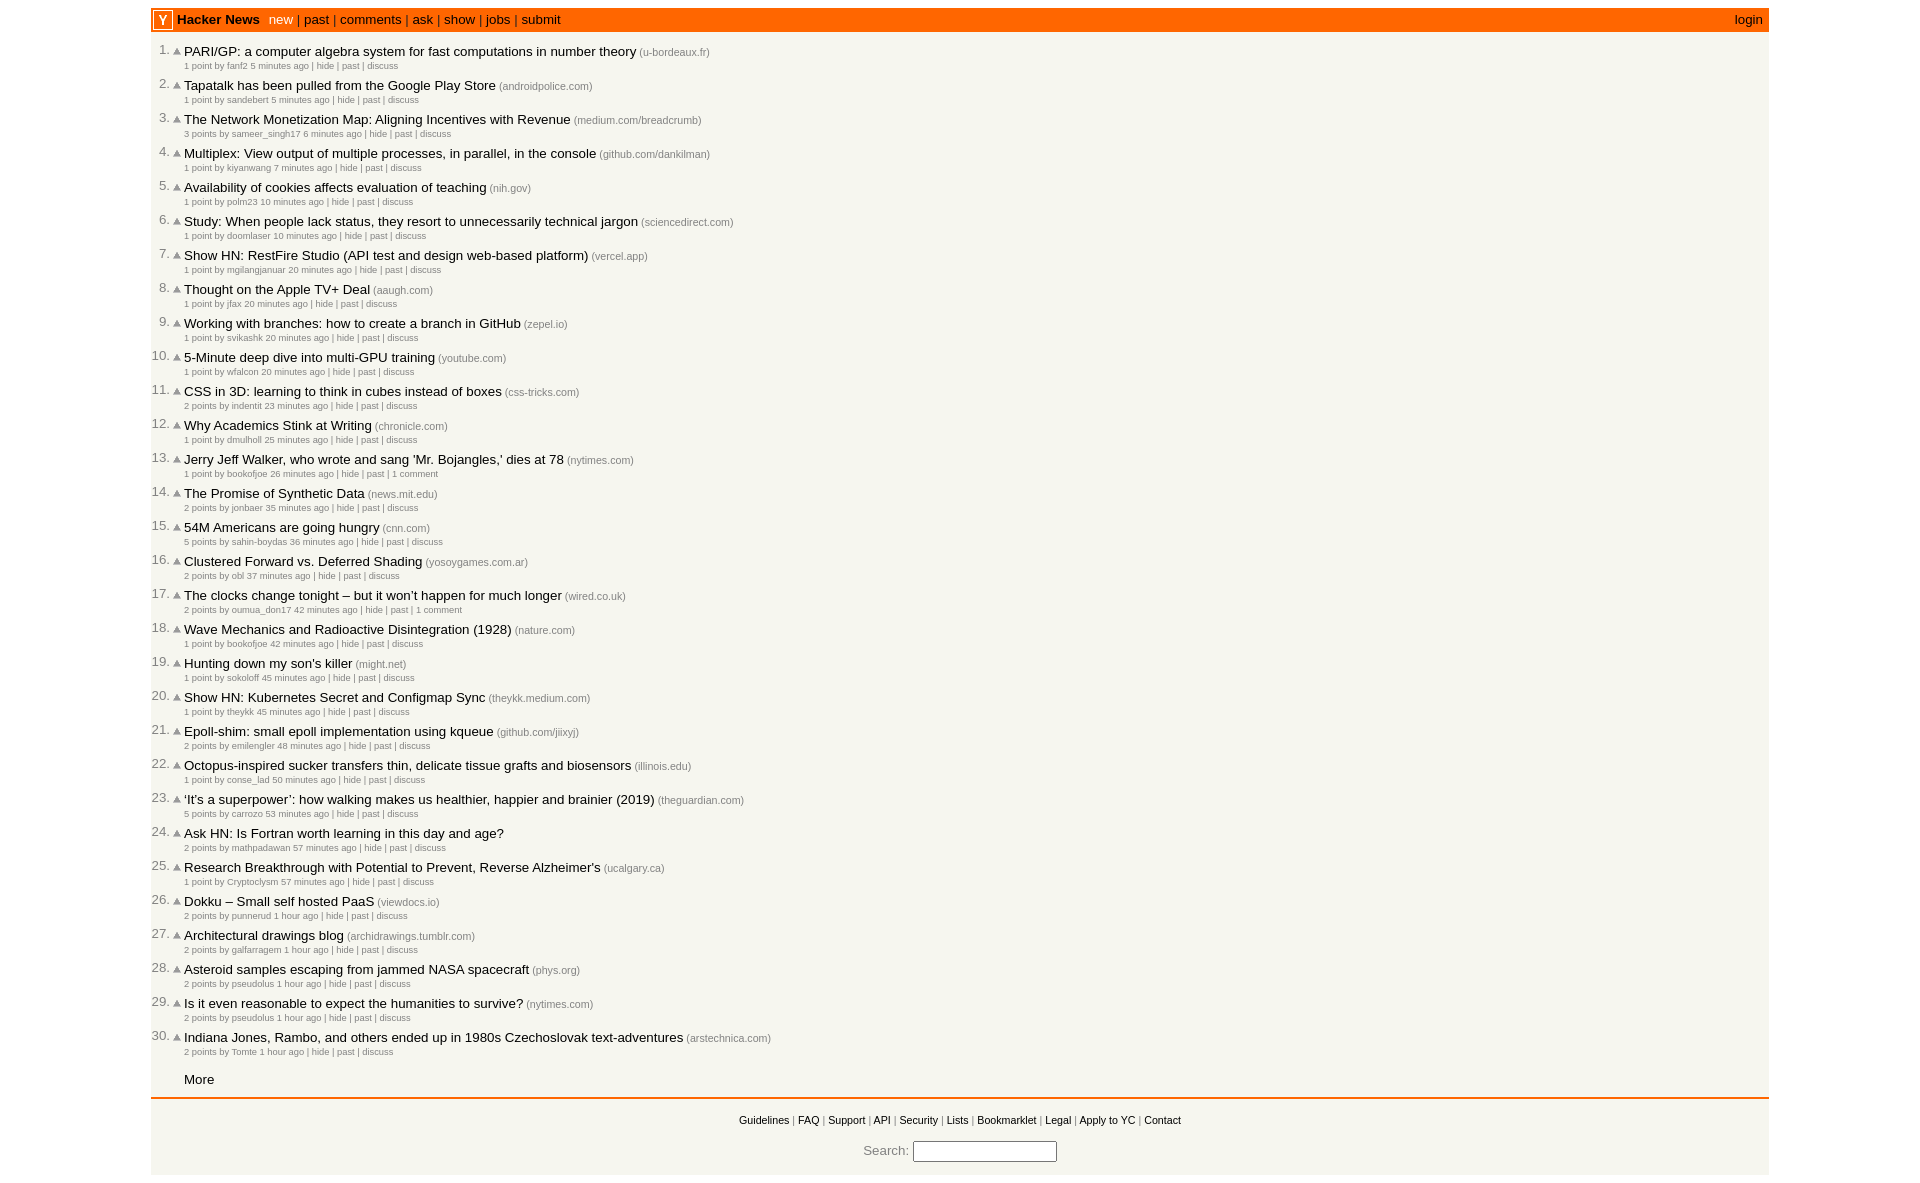 Y Hacker News new | past | comments | ask | show | jobs | submit login
1. PARI/GP: a computer algebra system for fast computations in number theory (u-bordeaux.fr)
1 point by fanf2 5 minutes ago | hide | past | discuss
2. Tapatalk has been pulled from the Google Play Store (androidpolice.com)
1 point by sandebert 5 minutes ago | hide | past | discuss
3. The Network Monetization Map: Aligning Incentives with Revenue (medium.com/breadcrumb)
3 points by sameer_singh17 6 minutes ago | hide | past | discuss
4. Multiplex: View output of multiple processes, in parallel, in the console (github.com/dankilman)
1 point by kiyanwang 7 minutes ago | hide | past | discuss
5. Availability of cookies affects evaluation of teaching (nih.gov)
1 point by polm23 10 minutes ago | hide | past | discuss
6. Study: When people lack status, they resort to unnecessarily technical jargon (sciencedirect.com)
1 point by doomlaser 10 minutes ago | hide | past | discuss
7. Show HN: RestFire Studio (API test and design web-based platform) (vercel.app)
1 point by mgilangjanuar 20 minutes ago | hide | past | discuss
8. Thought on the Apple TV+ Deal (aaugh.com)
1 point by jfax 20 minutes ago | hide | past | discuss
9. Working with branches: how to create a branch in GitHub (zepel.io)
1 point by svikashk 20 minutes ago | hide | past | discuss
10. 5-Minute deep dive into multi-GPU training (youtube.com)
1 point by wfalcon 20 minutes ago | hide | past | discuss
11. CSS in 3D: learning to think in cubes instead of boxes (css-tricks.com)
2 points by indentit 23 minutes ago | hide | past | discuss
12. Why Academics Stink at Writing (chronicle.com)
1 point by dmulholl 25 minutes ago | hide | past | discuss
13. Jerry Jeff Walker, who wrote and sang 'Mr. Bojangles,' dies at 78 (nytimes.com)
1 point by bookofjoe 26 minutes ago | hide | past | 1 comment
14. The Promise of Synthetic Data (news.mit.edu)
2 points by jonbaer 35 minutes ago | hide | past | discuss
15. 54M Americans are going hungry (cnn.com)
5 points by sahin-boydas 36 minutes ago | hide | past | discuss
16. Clustered Forward vs. Deferred Shading (yosoygames.com.ar)
2 points by obl 37 minutes ago | hide | past | discuss
17. The clocks change tonight – but it won’t happen for much longer (wired.co.uk)
2 points by oumua_don17 42 minutes ago | hide | past | 1 comment
18. Wave Mechanics and Radioactive Disintegration (1928) (nature.com)
1 point by bookofjoe 42 minutes ago | hide | past | discuss
19. Hunting down my son's killer (might.net)
1 point by sokoloff 45 minutes ago | hide | past | discuss
20. Show HN: Kubernetes Secret and Configmap Sync (theykk.medium.com)
1 point by theykk 45 minutes ago | hide | past | discuss
21. Epoll-shim: small epoll implementation using kqueue (github.com/jiixyj)
2 points by emilengler 48 minutes ago | hide | past | discuss
22. Octopus-inspired sucker transfers thin, delicate tissue grafts and biosensors (illinois.edu)
1 point by conse_lad 50 minutes ago | hide | past | discuss
23. ‘It’s a superpower’: how walking makes us healthier, happier and brainier (2019) (theguardian.com)
5 points by carrozo 53 minutes ago | hide | past | discuss
24. Ask HN: Is Fortran worth learning in this day and age?
2 points by mathpadawan 57 minutes ago | hide | past | discuss
25. Research Breakthrough with Potential to Prevent, Reverse Alzheimer's (ucalgary.ca)
1 point by Cryptoclysm 57 minutes ago | hide | past | discuss
26. Dokku – Small self hosted PaaS (viewdocs.io)
2 points by punnerud 1 hour ago | hide | past | discuss
27. Architectural drawings blog (archidrawings.tumblr.com)
2 points by galfarragem 1 hour ago | hide | past | discuss
28. Asteroid samples escaping from jammed NASA spacecraft (phys.org)
2 points by pseudolus 1 hour ago | hide | past | discuss
29. Is it even reasonable to expect the humanities to survive? (nytimes.com)
2 points by pseudolus 1 hour ago | hide | past | discuss
30. Indiana Jones, Rambo, and others ended up in 1980s Czechoslovak text-adventures (arstechnica.com)
2 points by Tomte 1 hour ago | hide | past | discuss
More
Guidelines | FAQ | Support | API | Security | Lists | Bookmarklet | Legal | Apply to YC | Contact
Search: